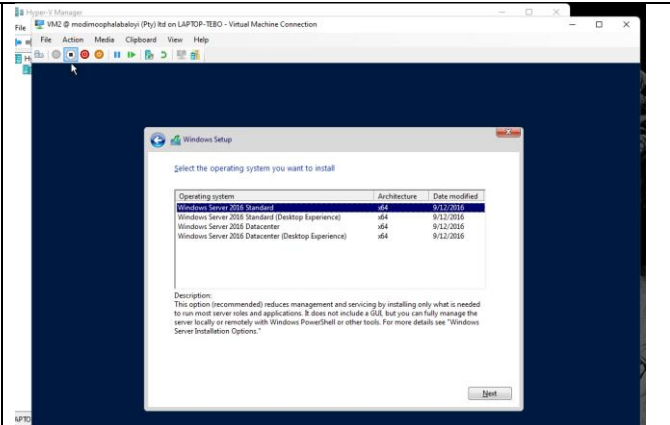 Hyper-V Manager
File
VM2 @ modimoophalabaloyi (Pty) ltd on LAPTOP-TEBO - Virtual Machine Connection
File Action Media Clipboard View Help
Windows Setup
Select the operating system you want to install
Operating system Architecture Date modified
Windows Server 2016 Standard x64 9/12/2016
Windows Server 2016 Standard (Desktop Experience) x64 9/12/2016
Windows Server 2016 Datacenter x64 9/12/2016
Windows Server 2016 Datacenter (Desktop Experience) x64 9/12/2016
Description:
This option (recommended) reduces management and servicing by installing only what is needed
to run most server roles and applications. It does not include a GUI, but you can fully manage the
server locally or remotely with Windows PowerShell or other tools. For more details see "Windows
Server Installation Options."
Next